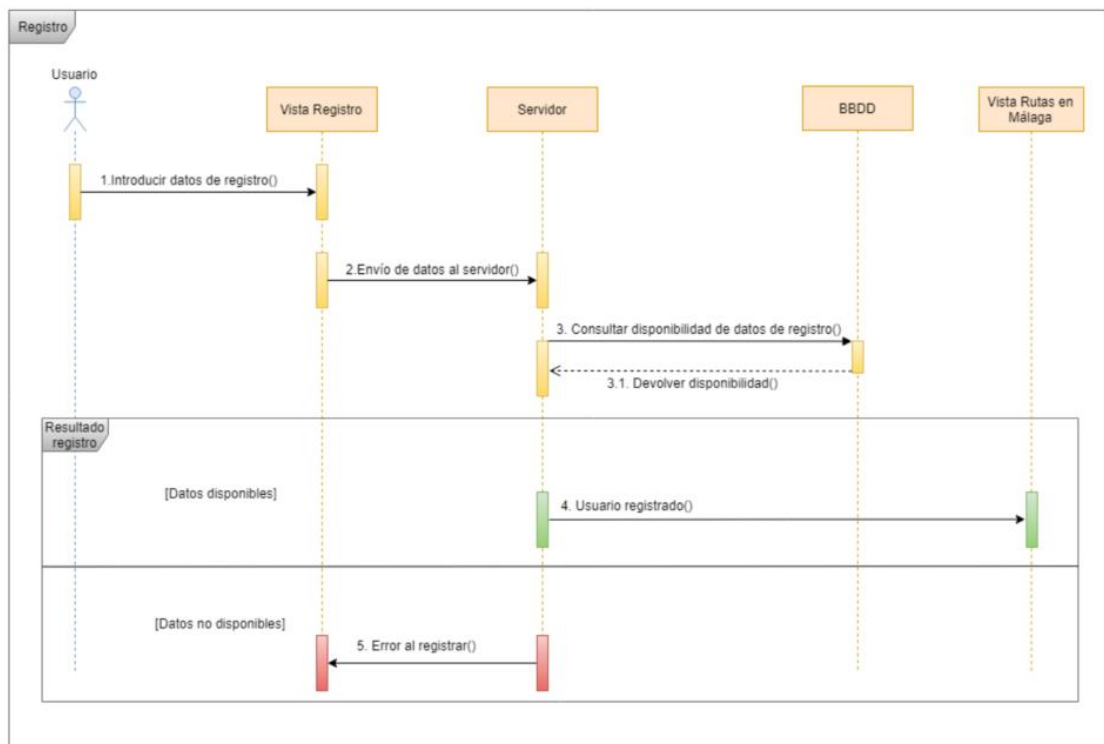 Registro
Usuario
Vista Registro
Servidor
BBDD
Vista Rutas en
Málaga
1.Introducir datos de registro()
2.Envío de datos al servidor()
3. Consultar disponibilidad de datos de registro()
3.1. Devolver disponibilidad()
Resultado
registro
[Datos disponibles]
4. Usuario registrado()
[Datos no disponibles]
5. Error al registrar()